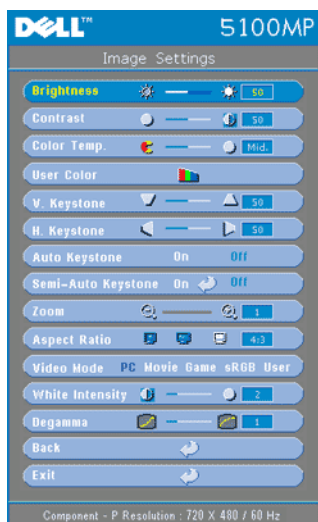 DELL™ 5100MP
Image Settings
Brightness 50
Contrast 50
Color Temp. Mid.
User Color
V. Keystone 50
H. Keystone 50
Auto Keystone On Off
Semi-Auto Keystone On Off
Zoom 1
Aspect Ratio 4:3
Video Mode PC Movie Game sRGB User
White Intensity 2
Degamma 1
Back
Exit
Component - P Resolution : 720 X 480 / 60 Hz